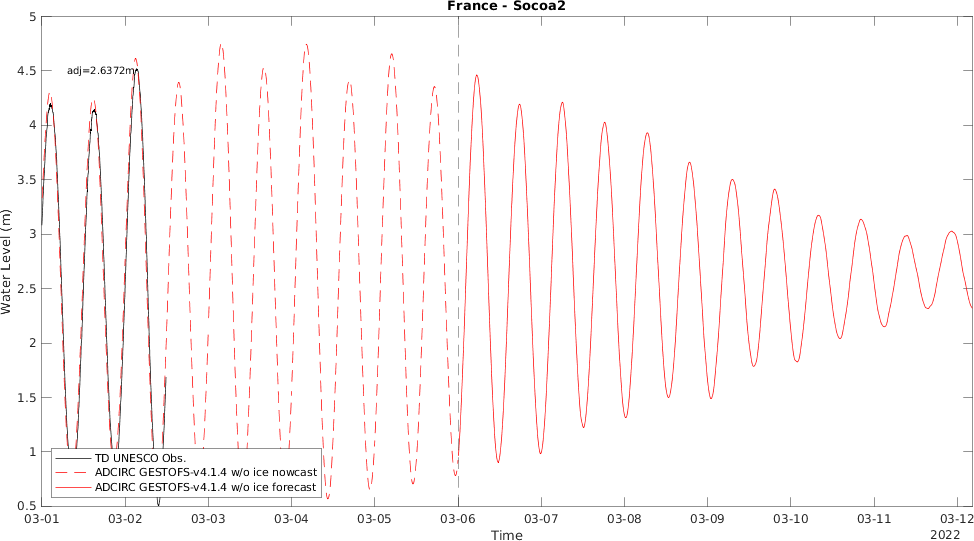 France - Socoa2
5
4.5
4
3.5
3
2.5
2
1.5
1
0.5
Water Level (m)
adj=2.6372m
TD UNESCO Obs.
ADCIRC GESTOFS-v4.1.4 w/o ice nowcast
ADCIRC GESTOFS-v4.1.4 w/o ice forecast
03-01 03-02 03-03 03-04 03-05 03-06 03-07 03-08 03-09 03-10 03-11 03-12
Time
2022